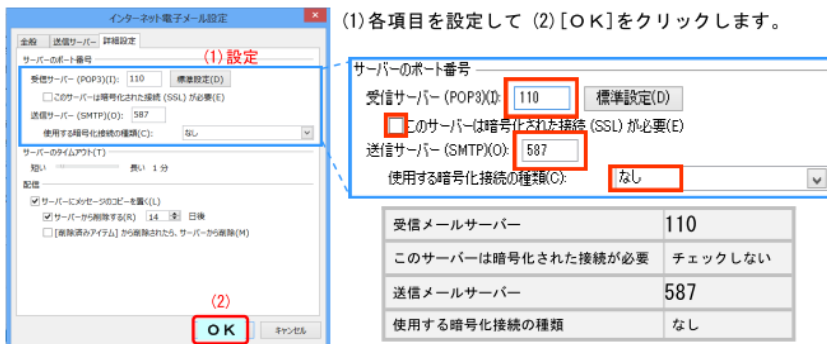 インターネット電子メール設定
(1)各項目を設定して (2)[ＯＫ]をクリックします。
全般 送信サーバー 詳細設定
(1)設定
サーバーのポート番号
受信サーバー (POP3)(I): 110 標準設定(D)
このサーバーは暗号化された接続 (SSL) が必要(E)
送信サーバー (SMTP)(O): 587
使用する暗号化接続の種類(C): なし
サーバーのタイムアウト(T)
短い 長い 1 分
配信
サーバーにメッセージのコピーを置く(L)
サーバーから削除する(R) 14 日後
[削除済みアイテム] から削除されたら、サーバーから削除(M)
(2)
ＯＫ キャンセル
サーバーのポート番号
受信サーバー (POP3)(I): 110 標準設定(D)
このサーバーは暗号化された接続 (SSL) が必要(E)
送信サーバー (SMTP)(O): 587
使用する暗号化接続の種類(C): なし
受信メールサーバー 110
このサーバーは暗号化された接続が必要 チェックしない
送信メールサーバー 587
使用する暗号化接続の種類 なし